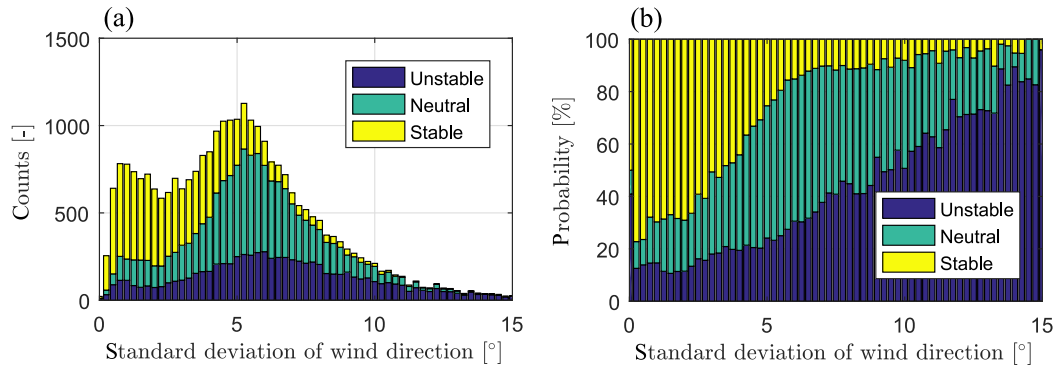 (a)
1500
1000
500
0
Counts [-]
Unstable
Neutral
Stable
0 5 10 15
Standard deviation of wind direction [°]
(b)
100
80
60
40
20
0
Probability [%]
Unstable
Neutral
Stable
0 5 10 15
Standard deviation of wind direction [°]